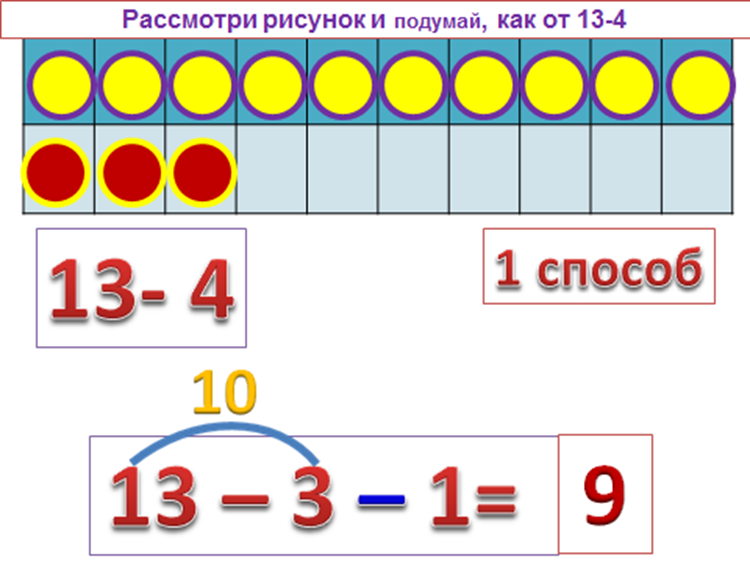 Рассмотри рисунок и подумай, как от 13-4
13- 4
1 способ
10
13 – 3 – 1= 9